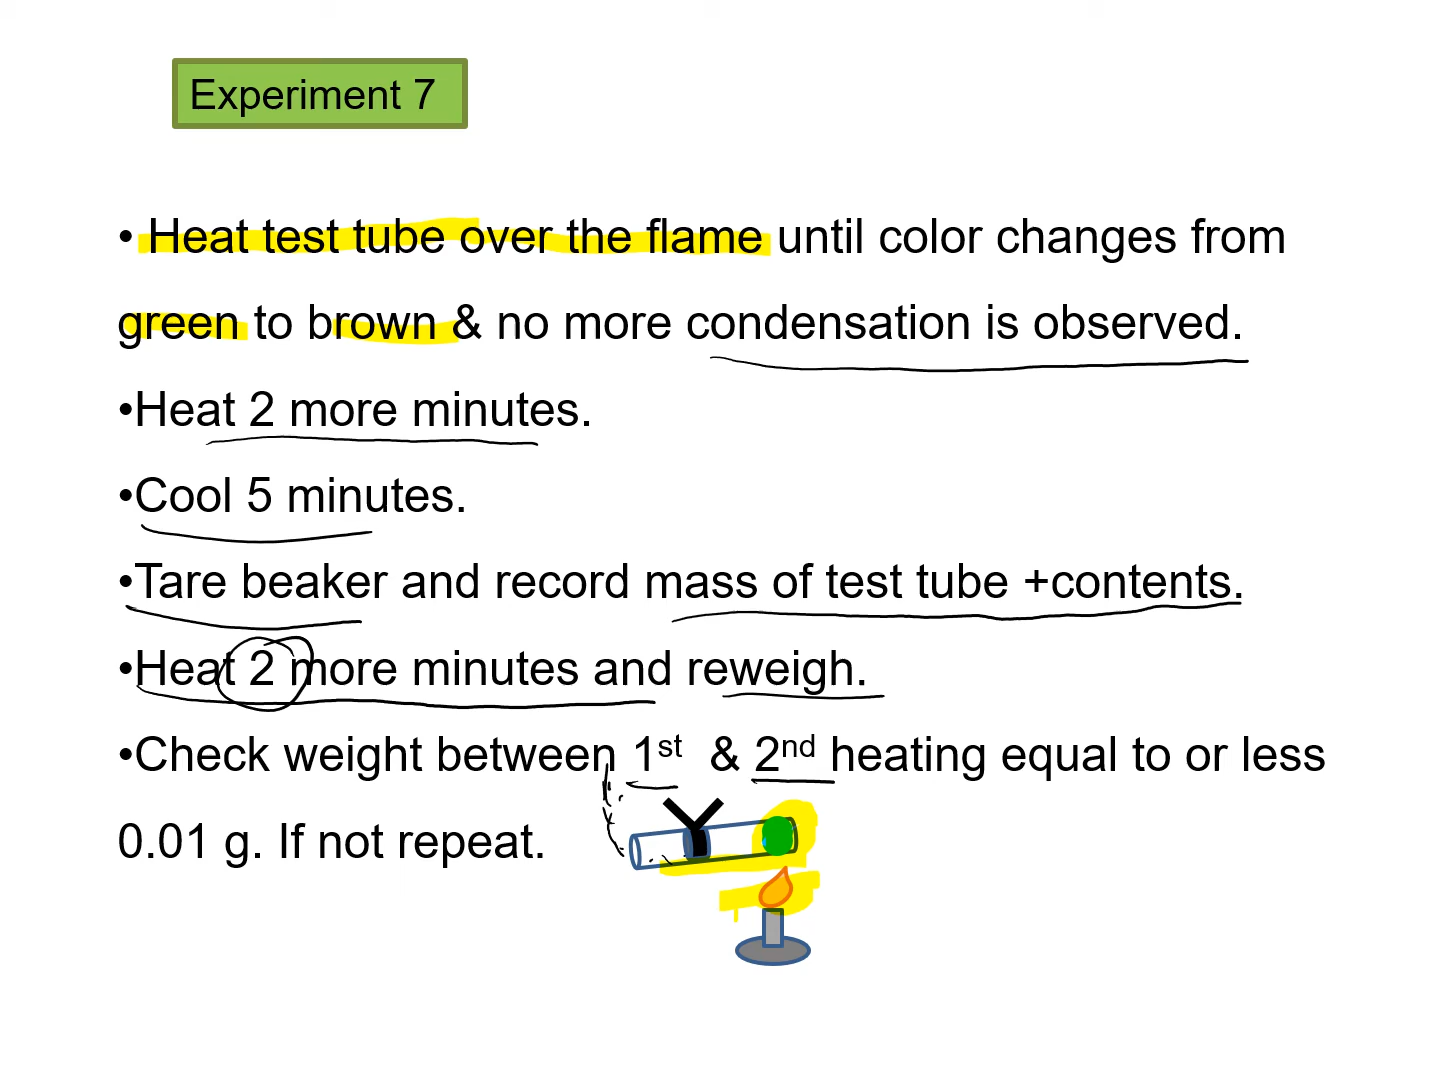 Experiment 7
• Heat test tube over the flame until color changes from
green to brown & no more condensation is observed.
•Heat 2 more minutes.
•Cool 5 minutes.
•Tare beaker and record mass of test tube +contents.
•Heat 2 more minutes and reweigh.
•Check weight between 1st & 2nd heating equal to or less
0.01 g. If not repeat.